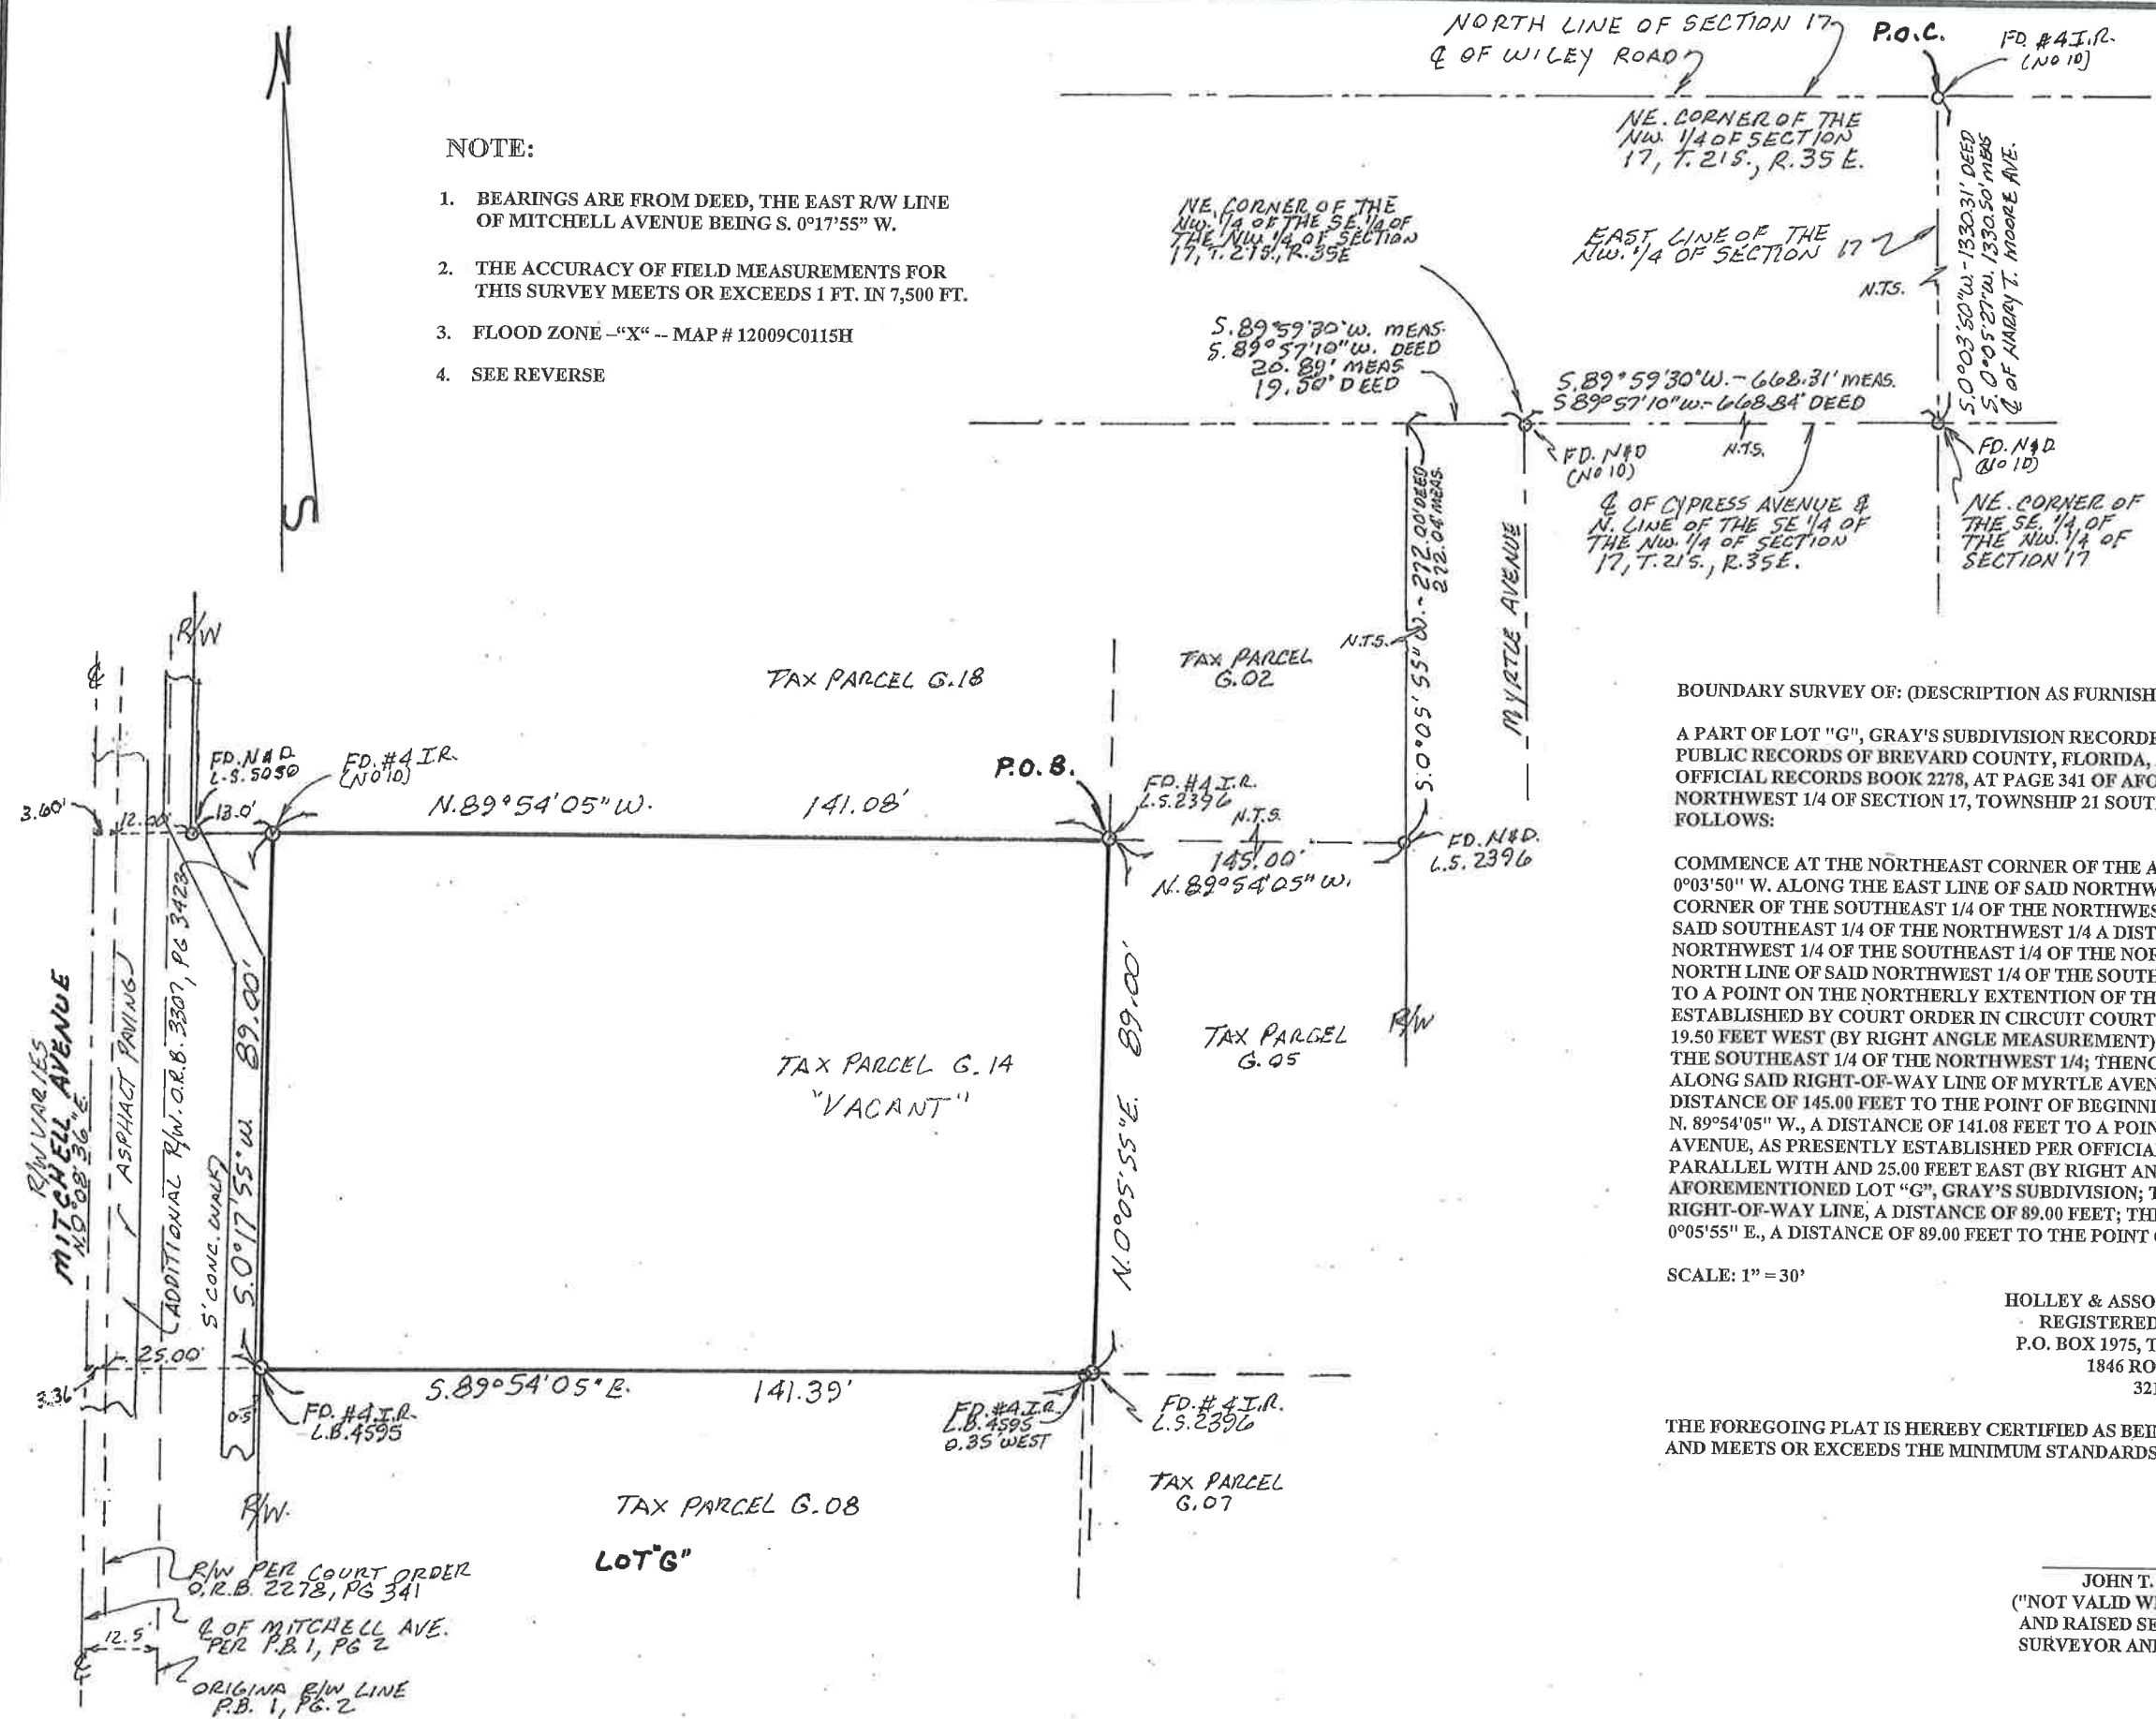 NORTH LINE OF SECTION 17
℄ OF WILEY ROAD
P.O.C.
FD. #4 I.R.
(NO ID)
N
S
NOTE:
1. BEARINGS ARE FROM DEED, THE EAST R/W LINE
OF MITCHELL AVENUE BEING S. 0°17'55" W.
2. THE ACCURACY OF FIELD MEASUREMENTS FOR
THIS SURVEY MEETS OR EXCEEDS 1 FT. IN 7,500 FT.
3. FLOOD ZONE –"X" -- MAP # 12009C0115H
4. SEE REVERSE
NE. CORNER OF THE
NW. 1/4 OF SECTION
17, T. 21 S., R. 35 E.
NE. CORNER OF THE
NW. 1/4 OF THE SE 1/4 OF
THE NW. 1/4 OF SECTION
17, T. 21 S., R. 35 E
EAST LINE OF THE
NW. 1/4 OF SECTION 17
N.T.S.
S. 0°03'50" W. - 1330.31' DEED
S. 0°05'27" W. 1330.50' MEAS
℄ OF HARRY T. MOORE AVE.
S. 89°59'30" W. MEAS.
S. 89°57'10" W. DEED
20.89' MEAS
19.50' DEED
S. 89°59'30" W. - 668.31' MEAS.
S 89°57'10" W. - 668.84' DEED
N.T.S.
FD. N&D
(NO ID)
FD. N&D
(NO ID)
℄ OF CYPRESS AVENUE &
N. LINE OF THE SE 1/4 OF
THE NW. 1/4 OF SECTION
17, T. 21 S., R. 35 E.
NE. CORNER OF
THE SE. 1/4 OF
THE NW. 1/4 OF
SECTION 17
S. 0°05'55" W. - 272.00' DEED
272.04' MEAS.
N.T.S.
MYRTLE AVENUE
R/W
TAX PARCEL G.18
TAX PARCEL
G.02
℄
FD. N&D.
L.S. 5050
FD. #4 I.R.
(NO ID)
3.60'
12.00'
13.0'
N. 89°54'05" W. 141.08'
P.O.B.
FD. #4 I.R.
L.S. 2396
N.T.S.
145.00'
N. 89°54'05" W.
FD. N&D.
L.S. 2396
R/W
R/W VARIES
MITCHELL AVENUE
N. 0°08'36" E.
ASPHALT PAVING
ADDITIONAL R/W. O.R.B. 3307, PG 3423
5' CONC. WALK
S. 0°17'55" W. 89.00'
TAX PARCEL G.14
"VACANT"
N. 0°05'55" E. 89.00'
TAX PARCEL
G.05
25.00'
3.36'
0.5'
S. 89°54'05" E. 141.39'
FD. #4 I.R.
L.B. 4595
FD. #4 I.R.
L.B. 4595
0.35' WEST
FD. #4 I.R.
L.S. 2396
TAX PARCEL
G.07
R/W.
TAX PARCEL G.08
LOT "G"
R/W PER COURT ORDER
O.R.B. 2278, PG 341
℄ OF MITCHELL AVE.
PER P.B. 1, PG 2
12.5'
℄
ORIGINA R/W LINE
P.B. 1, PG. 2
BOUNDARY SURVEY OF: (DESCRIPTION AS FURNISH
A PART OF LOT "G", GRAY'S SUBDIVISION RECORDE
PUBLIC RECORDS OF BREVARD COUNTY, FLORIDA,
OFFICIAL RECORDS BOOK 2278, AT PAGE 341 OF AFO
NORTHWEST 1/4 OF SECTION 17, TOWNSHIP 21 SOUT
FOLLOWS:
COMMENCE AT THE NORTHEAST CORNER OF THE A
0°03'50" W. ALONG THE EAST LINE OF SAID NORTHW
CORNER OF THE SOUTHEAST 1/4 OF THE NORTHWES
SAID SOUTHEAST 1/4 OF THE NORTHWEST 1/4 A DIST
NORTHWEST 1/4 OF THE SOUTHEAST 1/4 OF THE NOR
NORTH LINE OF SAID NORTHWEST 1/4 OF THE SOUTH
TO A POINT ON THE NORTHERLY EXTENTION OF TH
ESTABLISHED BY COURT ORDER IN CIRCUIT COURT
19.50 FEET WEST (BY RIGHT ANGLE MEASUREMENT)
THE SOUTHEAST 1/4 OF THE NORTHWEST 1/4; THENC
ALONG SAID RIGHT-OF-WAY LINE OF MYRTLE AVEN
DISTANCE OF 145.00 FEET TO THE POINT OF BEGINNI
N. 89°54'05" W., A DISTANCE OF 141.08 FEET TO A POIN
AVENUE, AS PRESENTLY ESTABLISHED PER OFFICIA
PARALLEL WITH AND 25.00 FEET EAST (BY RIGHT AN
AFOREMENTIONED LOT "G", GRAY'S SUBDIVISION; T
RIGHT-OF-WAY LINE, A DISTANCE OF 89.00 FEET; THE
0°05'55" E., A DISTANCE OF 89.00 FEET TO THE POINT
SCALE: 1" = 30'
HOLLEY & ASSO
REGISTERED
P.O. BOX 1975, T
1846 RO
321
THE FOREGOING PLAT IS HEREBY CERTIFIED AS BEI
AND MEETS OR EXCEEDS THE MINIMUM STANDARDS
JOHN T.
("NOT VALID WI
AND RAISED SE
SURVEYOR AN